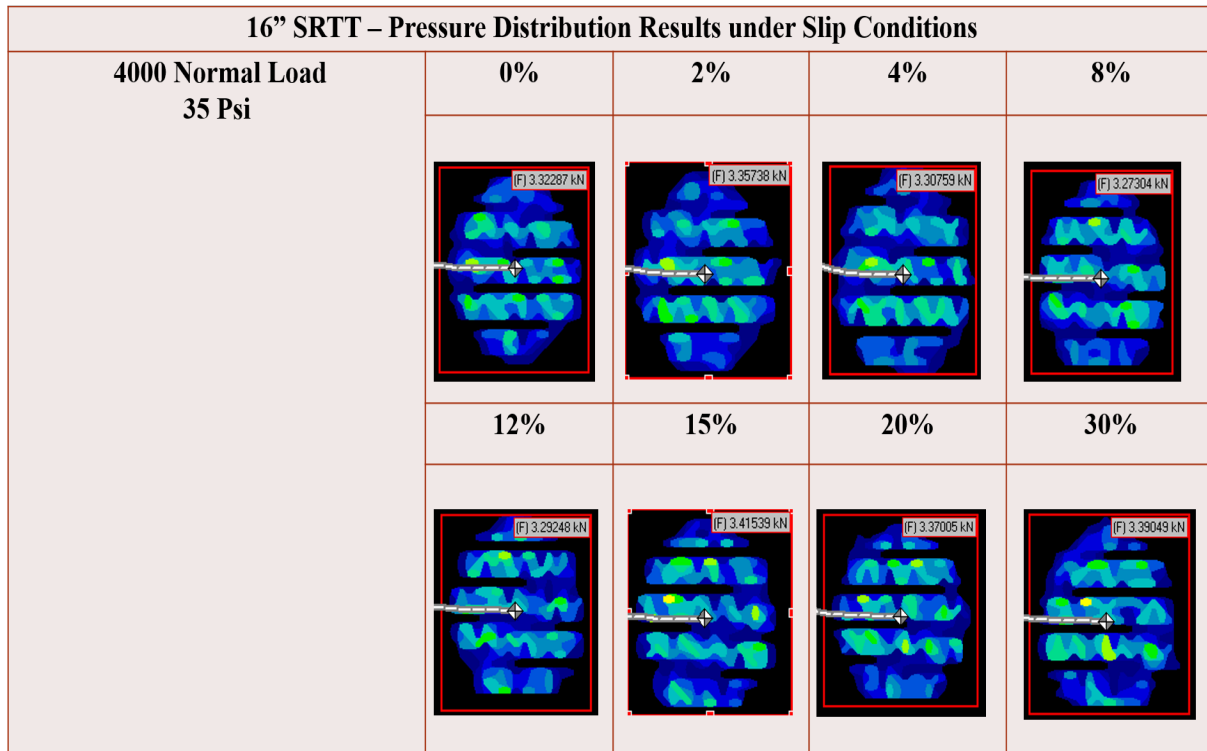 16” SRTT – Pressure Distribution Results under Slip Conditions
4000 Normal Load
35 Psi
0%
2%
4%
8%
(F) 3.32287 kN
(F) 3.35738 kN
(F) 3.30759 kN
(F) 3.27304 kN
12%
15%
20%
30%
(F) 3.29248 kN
(F) 3.41539 kN
(F) 3.37005 kN
(F) 3.39049 kN